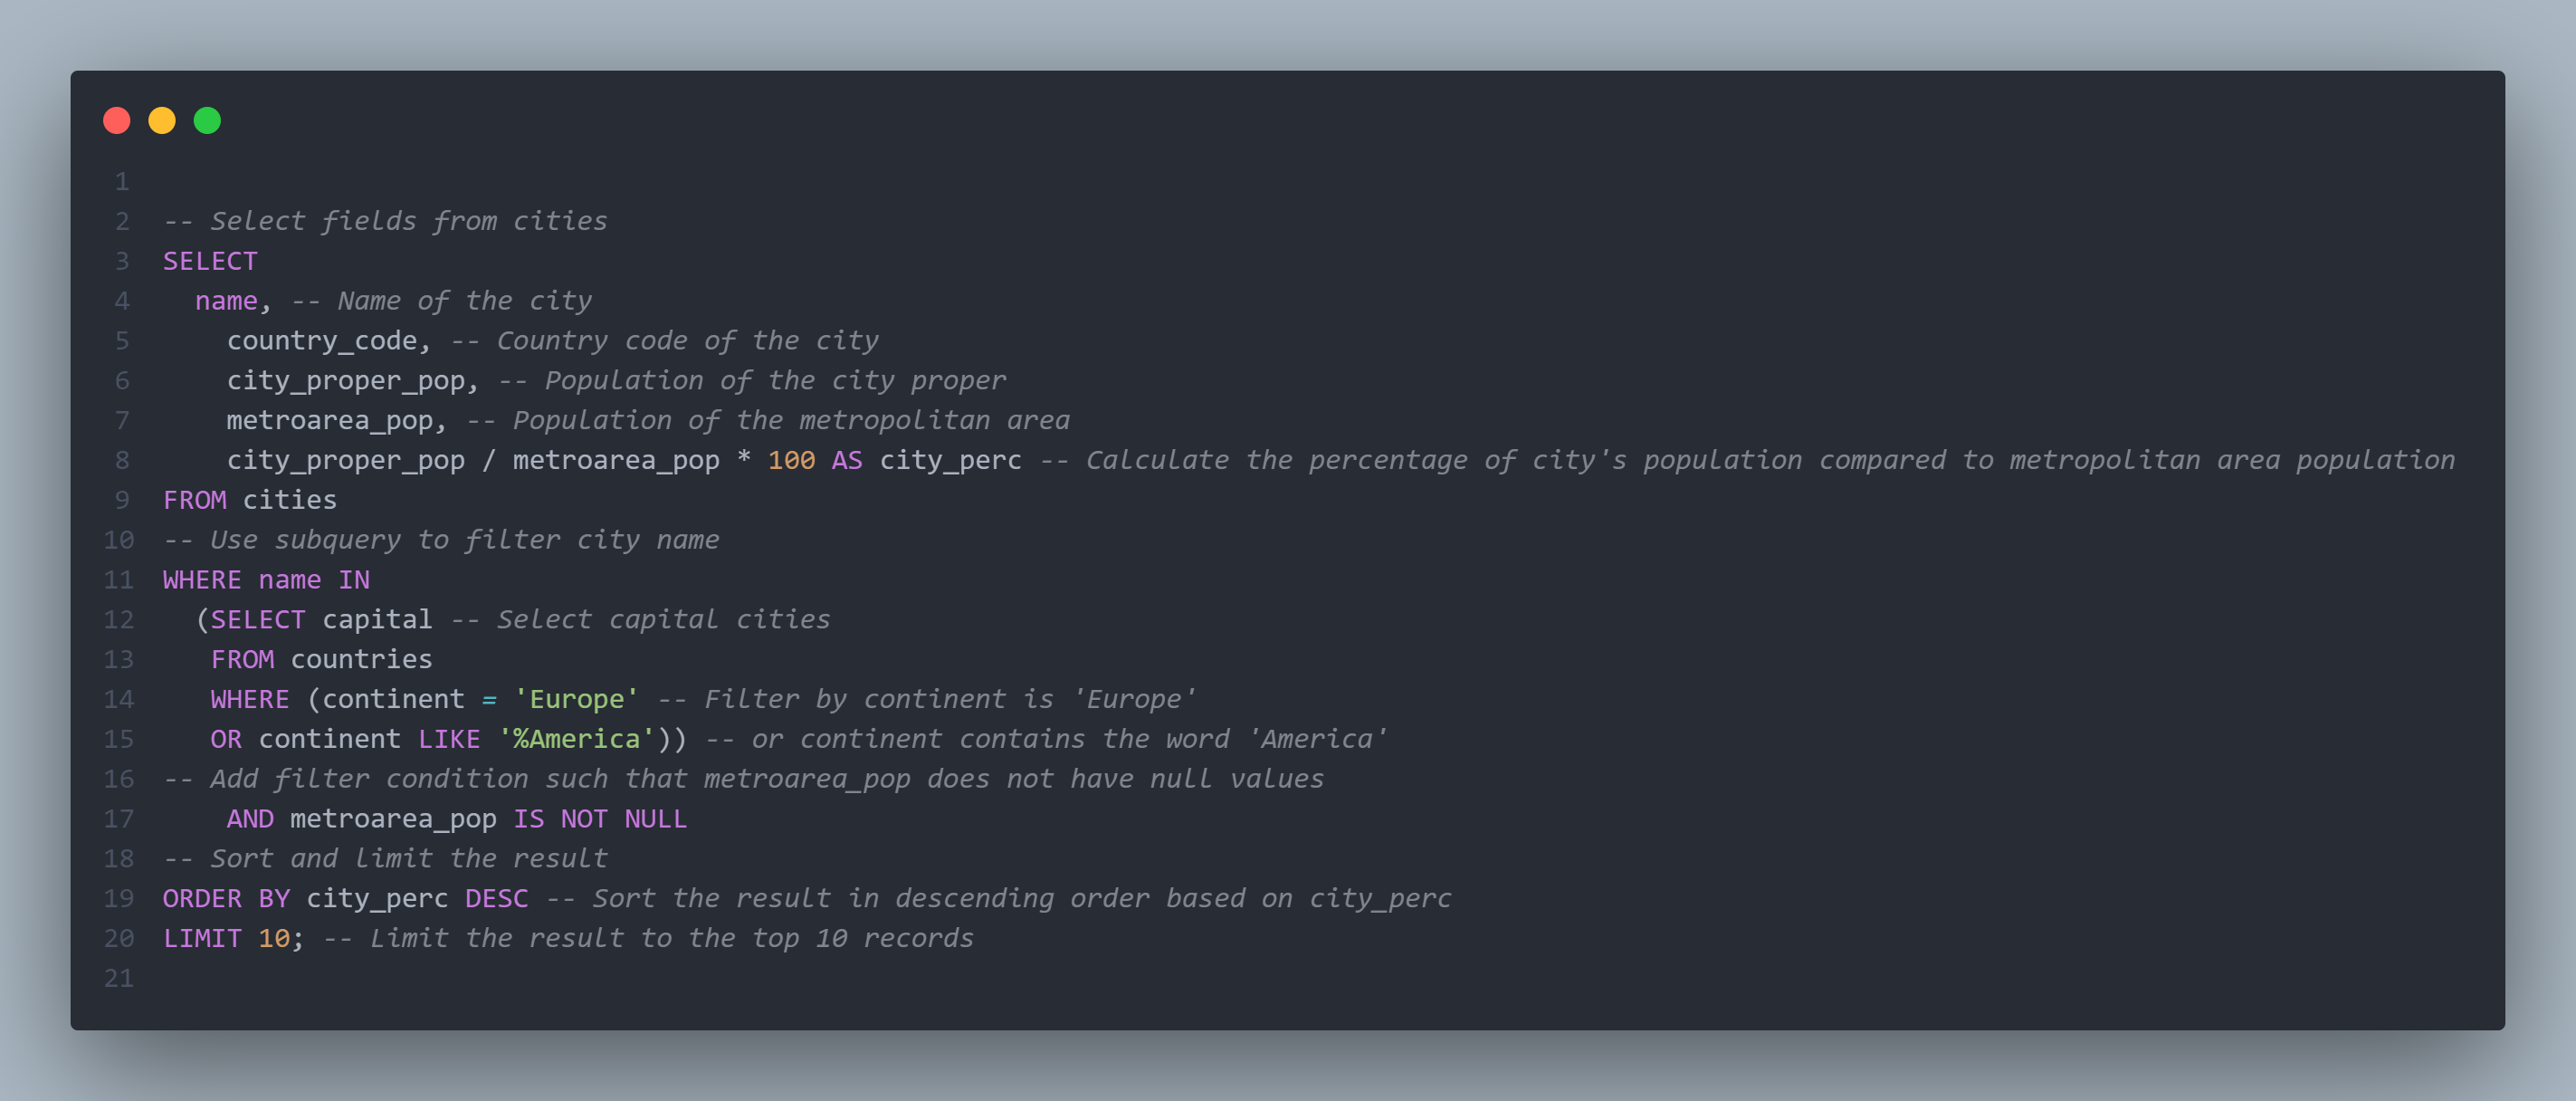 1
2 -- Select fields from cities
3 SELECT
4   name, -- Name of the city
5     country_code, -- Country code of the city
6     city_proper_pop, -- Population of the city proper
7     metroarea_pop, -- Population of the metropolitan area
8     city_proper_pop / metroarea_pop * 100 AS city_perc -- Calculate the percentage of city's population compared to metropolitan area population
9 FROM cities
10 -- Use subquery to filter city name
11 WHERE name IN
12   (SELECT capital -- Select capital cities
13    FROM countries
14    WHERE (continent = 'Europe' -- Filter by continent is 'Europe'
15    OR continent LIKE '%America')) -- or continent contains the word 'America'
16 -- Add filter condition such that metroarea_pop does not have null values
17     AND metroarea_pop IS NOT NULL
18 -- Sort and limit the result
19 ORDER BY city_perc DESC -- Sort the result in descending order based on city_perc
20 LIMIT 10; -- Limit the result to the top 10 records
21